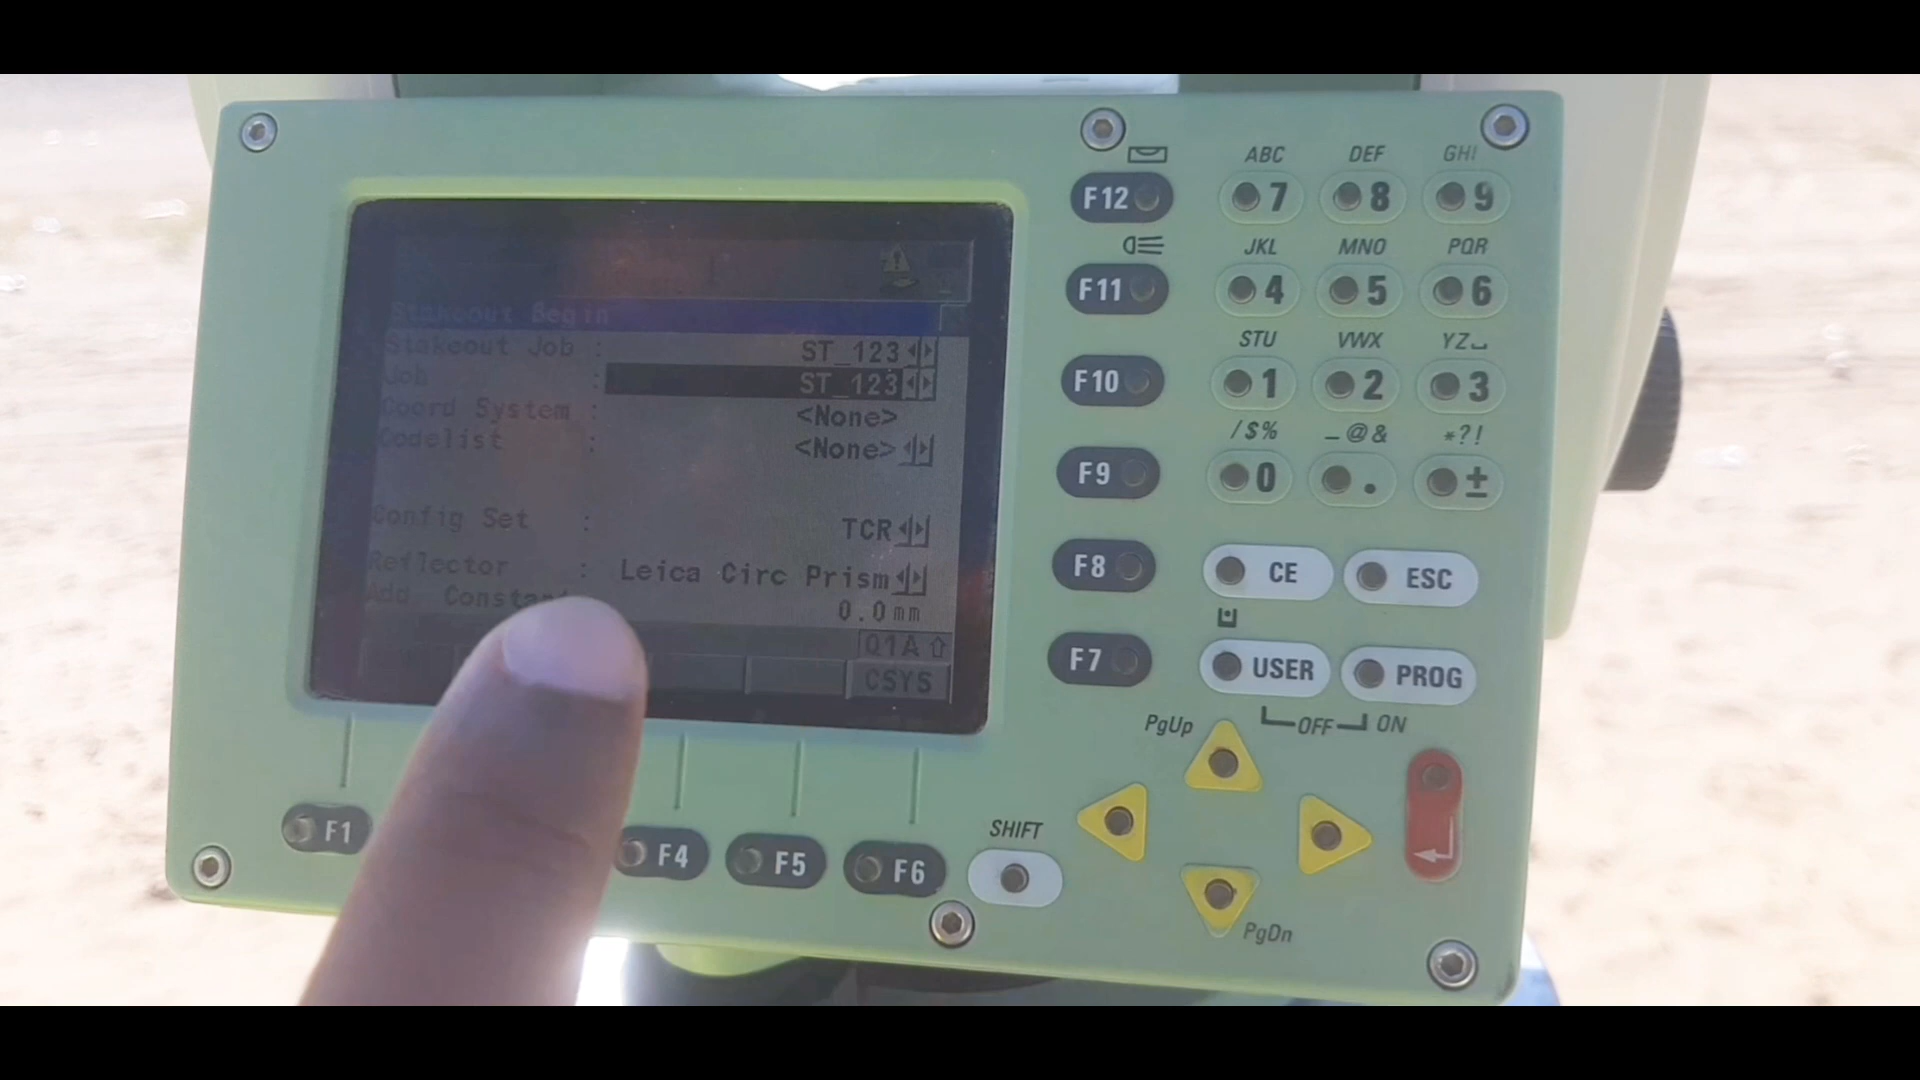 Stakeout Begin
Stakeout Job : ST_123
Job : ST_123
Coord System : <None>
Codelist : <None>
Config Set : TCR
Reflector : Leica Circ Prism
Add Constant 0.0mm
Q1A
CSYS
F1
F4
F5
F6
SHIFT
F12
F11
F10
F9
F8
F7
ABC DEF GHI
7 8 9
JKL MNO PQR
4 5 6
STU VWX YZ
1 2 3
/$% _@& *?!
0 . ±
CE ESC
USER PROG
OFF ON
PgUp
PgDn